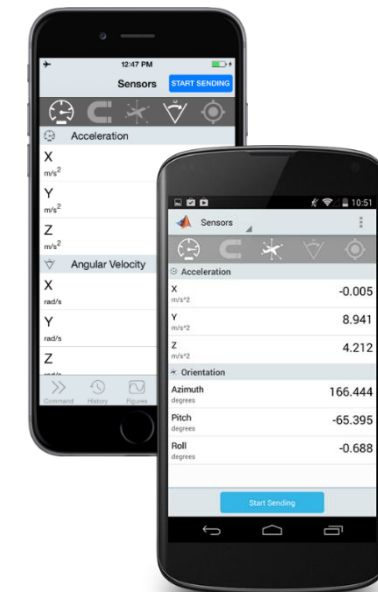 12:47 PM
Sensors
START SENDING
Acceleration
X
m/s²
Y
m/s²
Z
m/s²
Angular Velocity
X
rad/s
Y
rad/s
Z
Command History Figures
10:51
Sensors
Acceleration
X
-0.005
m/s^2
Y
8.941
m/s^2
Z
4.212
m/s^2
Orientation
Azimuth
166.444
degrees
Pitch
-65.395
degrees
Roll
-0.688
degrees
Start Sending